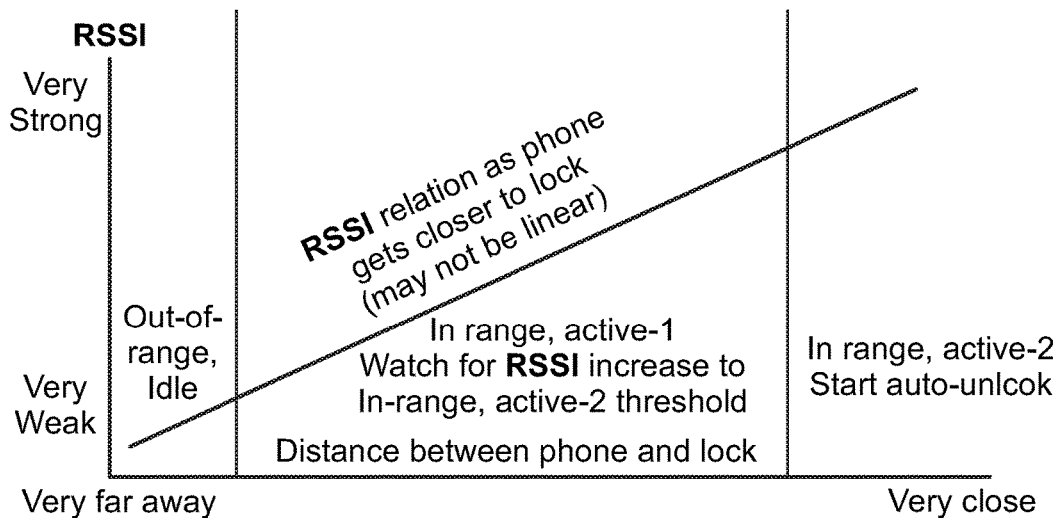 RSSI
Very
Strong
RSSI relation as phone
gets closer to lock
(may not be linear)
Out-of-
range,
Idle
In range, active-1
Watch for RSSI increase to
In-range, active-2 threshold
In range, active-2
Start auto-unlcok
Very
Weak
Distance between phone and lock
Very far away
Very close